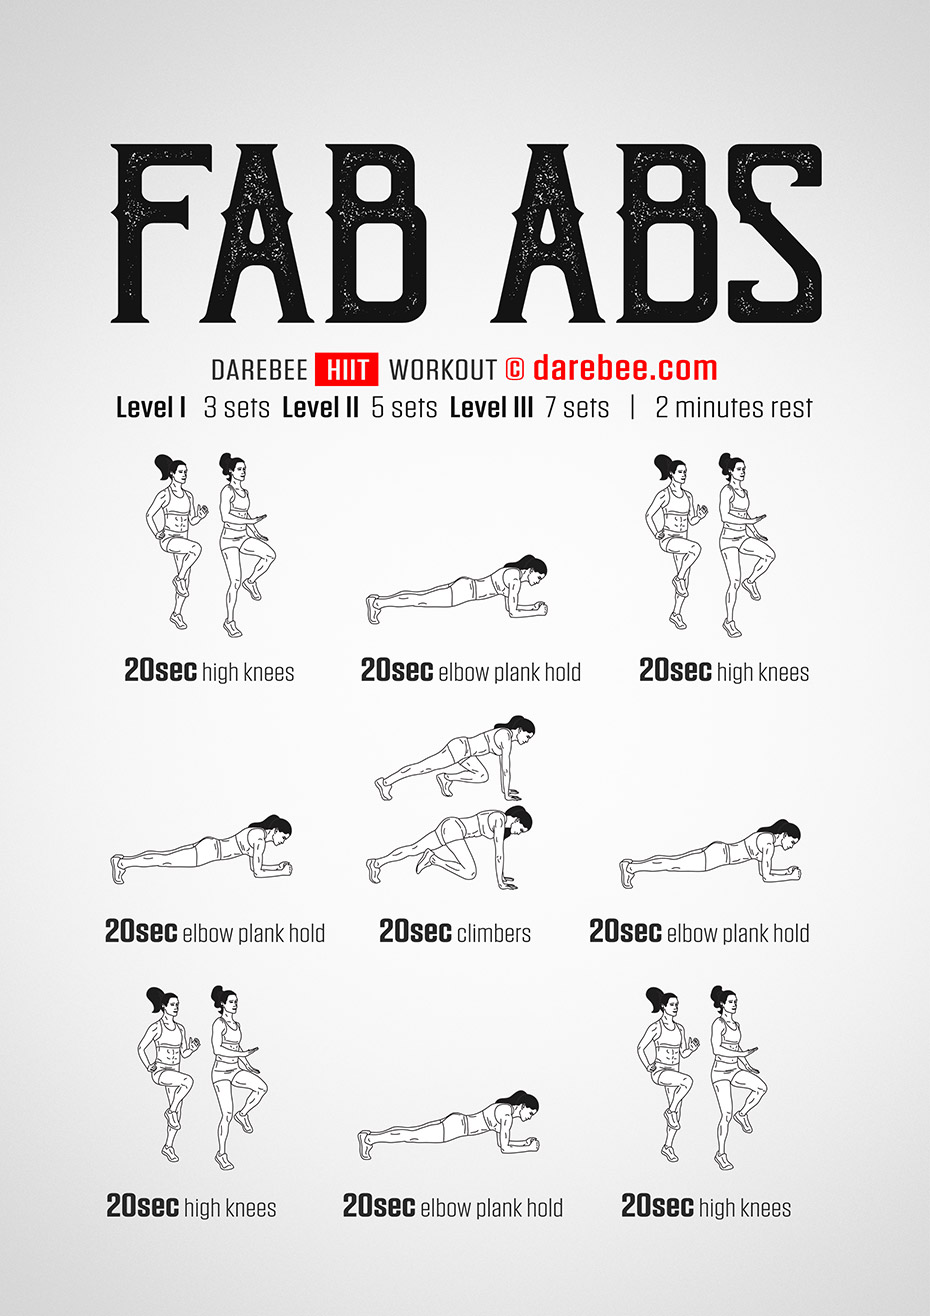 FAB ABS
DAREBEE HIIT WORKOUT © darebee.com
Level I 3 sets Level II 5 sets Level III 7 sets | 2 minutes rest
20sec high knees
20sec elbow plank hold
20sec high knees
20sec elbow plank hold
20sec climbers
20sec elbow plank hold
20sec high knees
20sec elbow plank hold
20sec high knees